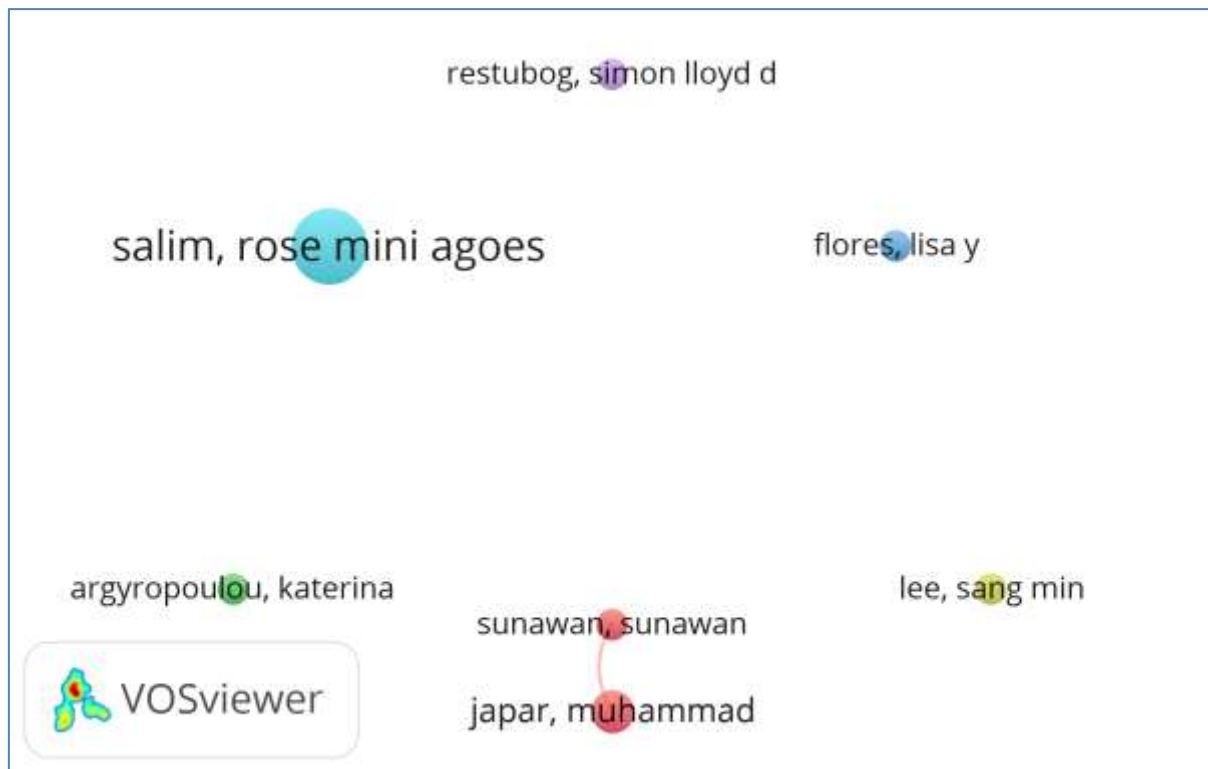 restubog, simon lloyd d
salim, rose mini agoes
flores, lisa y
argyropoulou, katerina
lee, sang min
sunawan, sunawan
japar, muhammad
VOSviewer